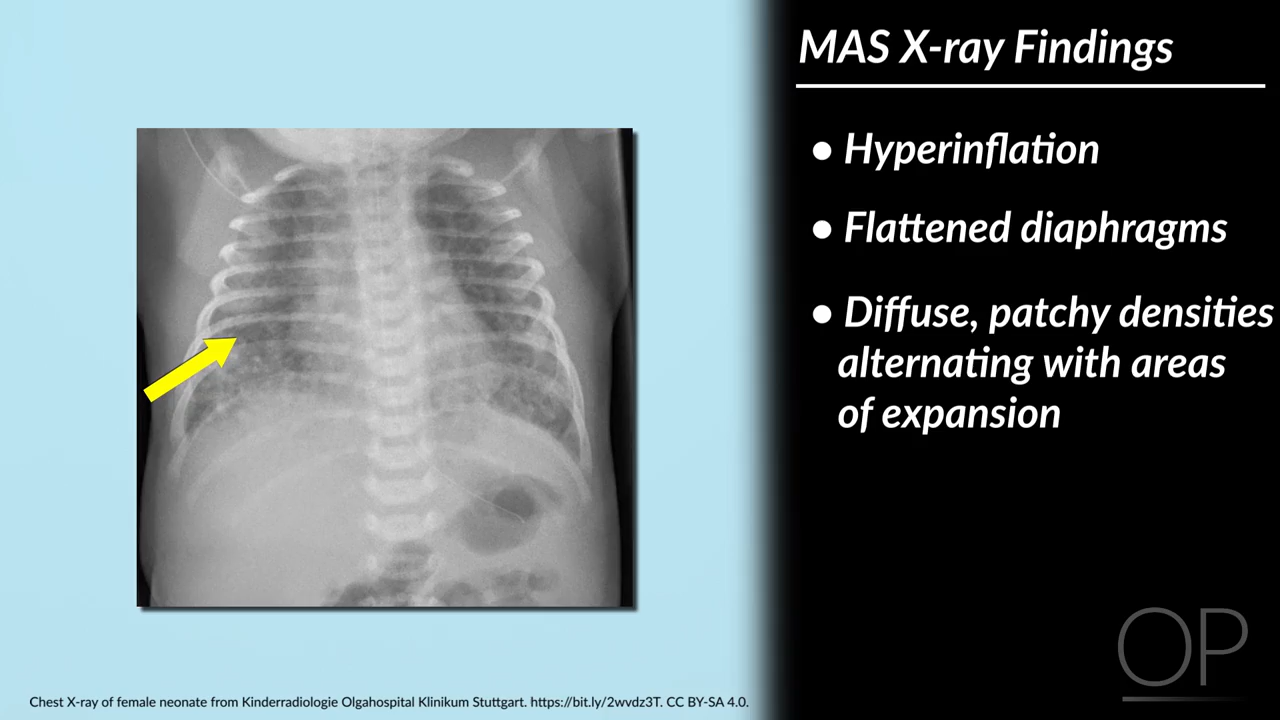 MAS X-ray Findings
● Hyperinflation
● Flattened diaphragms
● Diffuse, patchy densities
alternating with areas
of expansion
OP
Chest X-ray of female neonate from Kinderradiologie Olgahospital Klinikum Stuttgart. https://bit.ly/2wvdz3T. CC BY-SA 4.0.